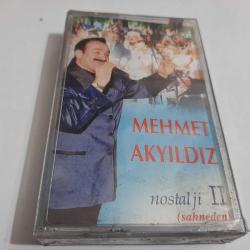 MEHMET
AKYILDIZ
nostalji II
(sahneden